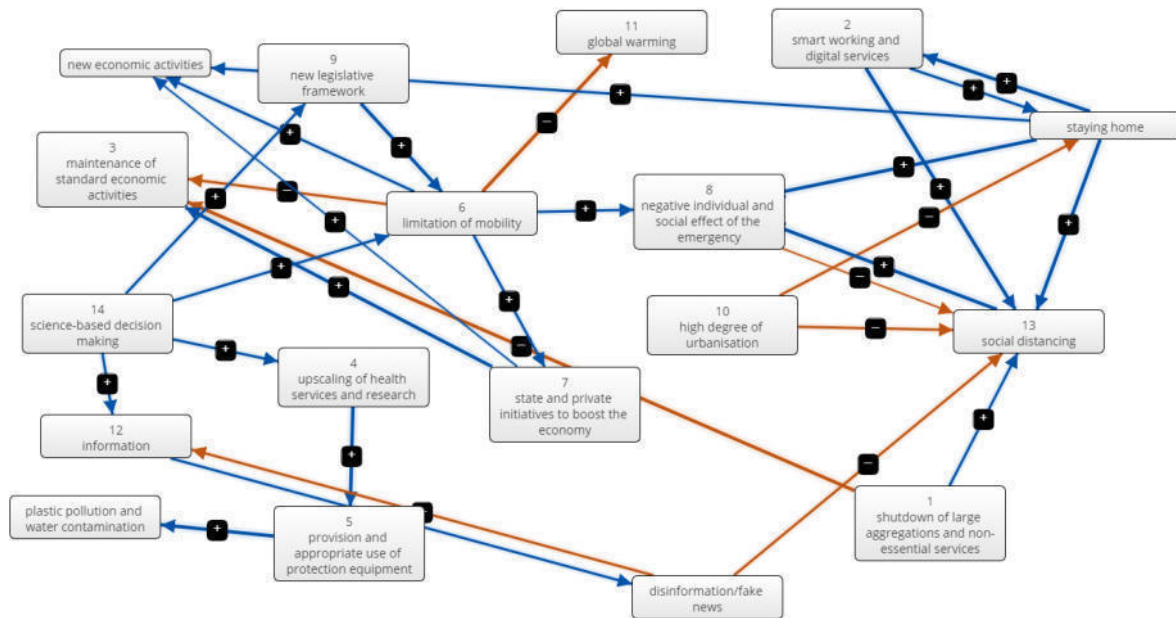 11
global warming
2
smart working and
digital services
new economic activities
9
new legislative
framework
staying home
3
maintenance of
standard economic
activities
6
limitation of mobility
8
negative individual and
social effect of the
emergency
14
science-based decision
making
10
high degree of
urbanisation
13
social distancing
4
upscaling of health
services and research
7
state and private
initiatives to boost the
economy
12
information
plastic pollution and
water contamination
5
provision and
appropriate use of
protection equipment
1
shutdown of large
aggregations and non-
essential services
disinformation/fake
news